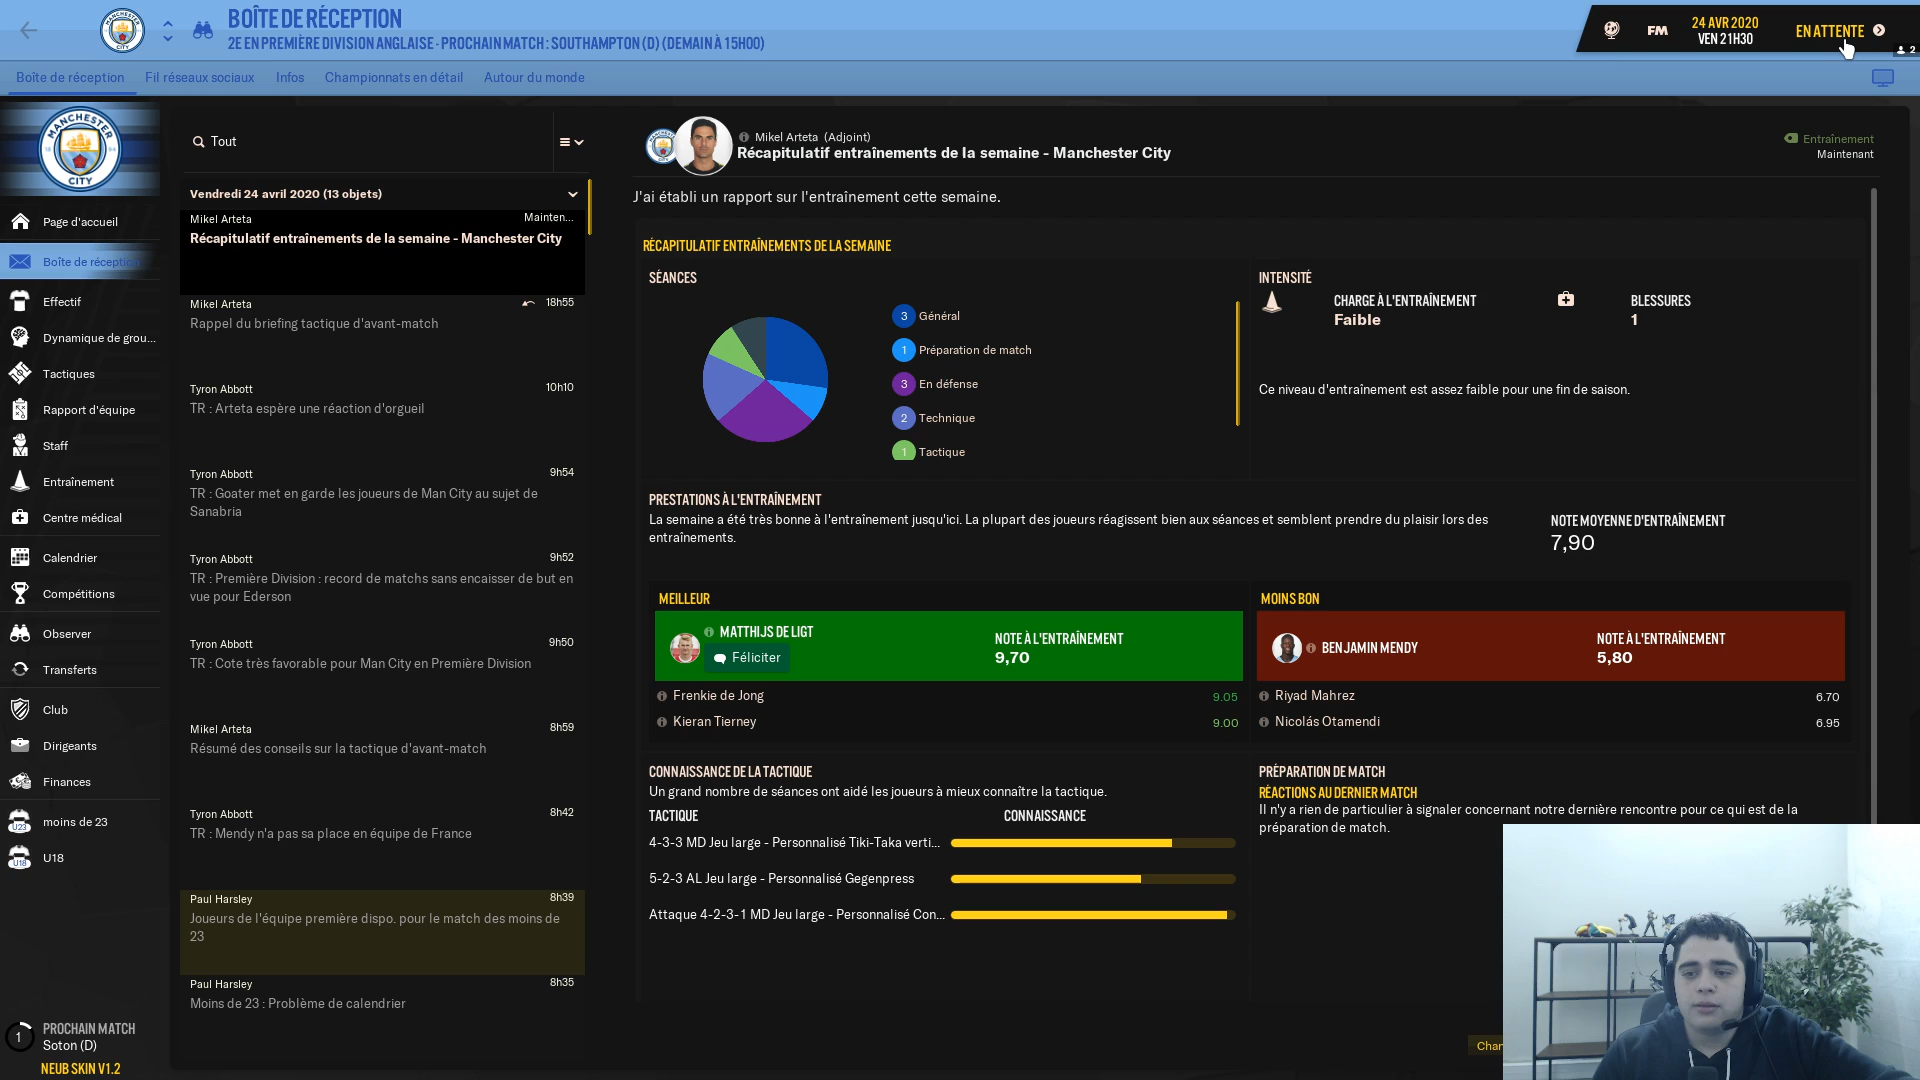 BOÎTE DE RÉCEPTION
2E EN PREMIÈRE DIVISION ANGLAISE - PROCHAIN MATCH : SOUTHAMPTON (D) (DEMAIN À 15H00)
FM
24 AVR 2020
VEN 21H30
EN ATTENTE
2
Boîte de réception
Fil réseaux sociaux
Infos
Championnats en détail
Autour du monde
MANCHESTER
CITY
Page d'accueil
Boîte de réception
Effectif
Dynamique de grou...
Tactiques
Rapport d'équipe
Staff
Entraînement
Centre médical
Calendrier
Compétitions
Observer
Transferts
Club
Dirigeants
Finances
U23
moins de 23
U18
U18
1
PROCHAIN MATCH
Soton (D)
NEUB SKIN V1.2
Tout
Vendredi 24 avril 2020 (13 objets)
Mikel Arteta
Mainten...
Récapitulatif entraînements de la semaine - Manchester City
Mikel Arteta
18h55
Rappel du briefing tactique d'avant-match
Tyron Abbott
10h10
TR : Arteta espère une réaction d'orgueil
Tyron Abbott
9h54
TR : Goater met en garde les joueurs de Man City au sujet de
Sanabria
Tyron Abbott
9h52
TR : Première Division : record de matchs sans encaisser de but en
vue pour Ederson
Tyron Abbott
9h50
TR : Cote très favorable pour Man City en Première Division
Mikel Arteta
8h59
Résumé des conseils sur la tactique d'avant-match
Tyron Abbott
8h42
TR : Mendy n'a pas sa place en équipe de France
Paul Harsley
8h39
Joueurs de l'équipe première dispo. pour le match des moins de
23
Paul Harsley
8h35
Moins de 23 : Problème de calendrier
Mikel Arteta (Adjoint)
Récapitulatif entraînements de la semaine - Manchester City
Entraînement
Maintenant
J'ai établi un rapport sur l'entraînement cette semaine.
RÉCAPITULATIF ENTRAÎNEMENTS DE LA SEMAINE
SÉANCES
3 Général
1 Préparation de match
3 En défense
2 Technique
1 Tactique
INTENSITÉ
CHARGE À L'ENTRAÎNEMENT
Faible
BLESSURES
1
Ce niveau d'entraînement est assez faible pour une fin de saison.
PRESTATIONS À L'ENTRAÎNEMENT
La semaine a été très bonne à l'entraînement jusqu'ici. La plupart des joueurs réagissent bien aux séances et semblent prendre du plaisir lors des
entraînements.
NOTE MOYENNE D'ENTRAÎNEMENT
7,90
MEILLEUR
MATTHIJS DE LIGT
Féliciter
NOTE À L'ENTRAÎNEMENT
9,70
Frenkie de Jong
9.05
Kieran Tierney
9.00
MOINS BON
BENJAMIN MENDY
NOTE À L'ENTRAÎNEMENT
5,80
Riyad Mahrez
6.70
Nicolás Otamendi
6.95
CONNAISSANCE DE LA TACTIQUE
Un grand nombre de séances ont aidé les joueurs à mieux connaître la tactique.
TACTIQUE
CONNAISSANCE
4-3-3 MD Jeu large - Personnalisé Tiki-Taka verti...
5-2-3 AL Jeu large - Personnalisé Gegenpress
Attaque 4-2-3-1 MD Jeu large - Personnalisé Con...
PRÉPARATION DE MATCH
RÉACTIONS AU DERNIER MATCH
Il n'y a rien de particulier à signaler concernant notre dernière rencontre pour ce qui est de la
préparation de match.
Chan